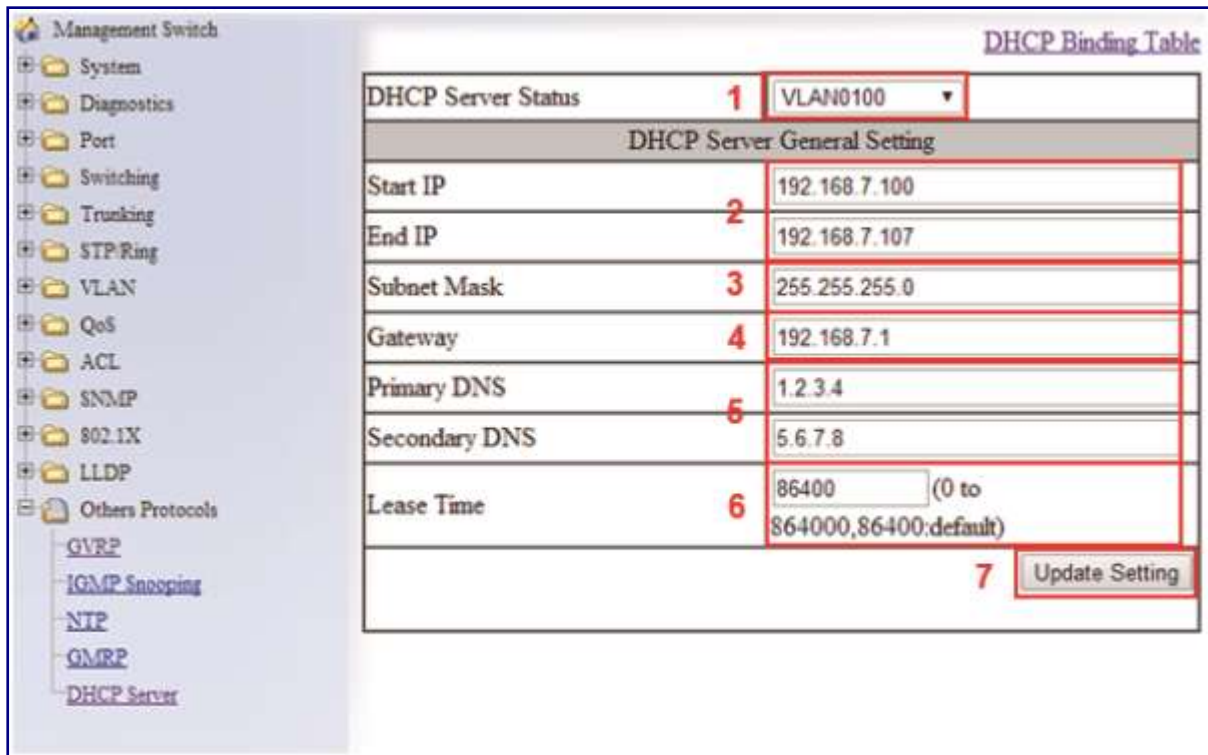 Management Switch
System
Diagnostics
Port
Switching
Trunking
STP/Ring
VLAN
QoS
ACL
SNMP
802.1X
LLDP
Others Protocols
GVRP
IGMP Snooping
NTP
GMRP
DHCP Server
DHCP Binding Table
DHCP Server Status 1 VLAN0100
DHCP Server General Setting
Start IP 192.168.7.100
2
End IP 192.168.7.107
Subnet Mask 3 255.255.255.0
Gateway 4 192.168.7.1
Primary DNS 1.2.3.4
5
Secondary DNS 5.6.7.8
Lease Time 6 86400 (0 to
864000,86400:default)
7 Update Setting